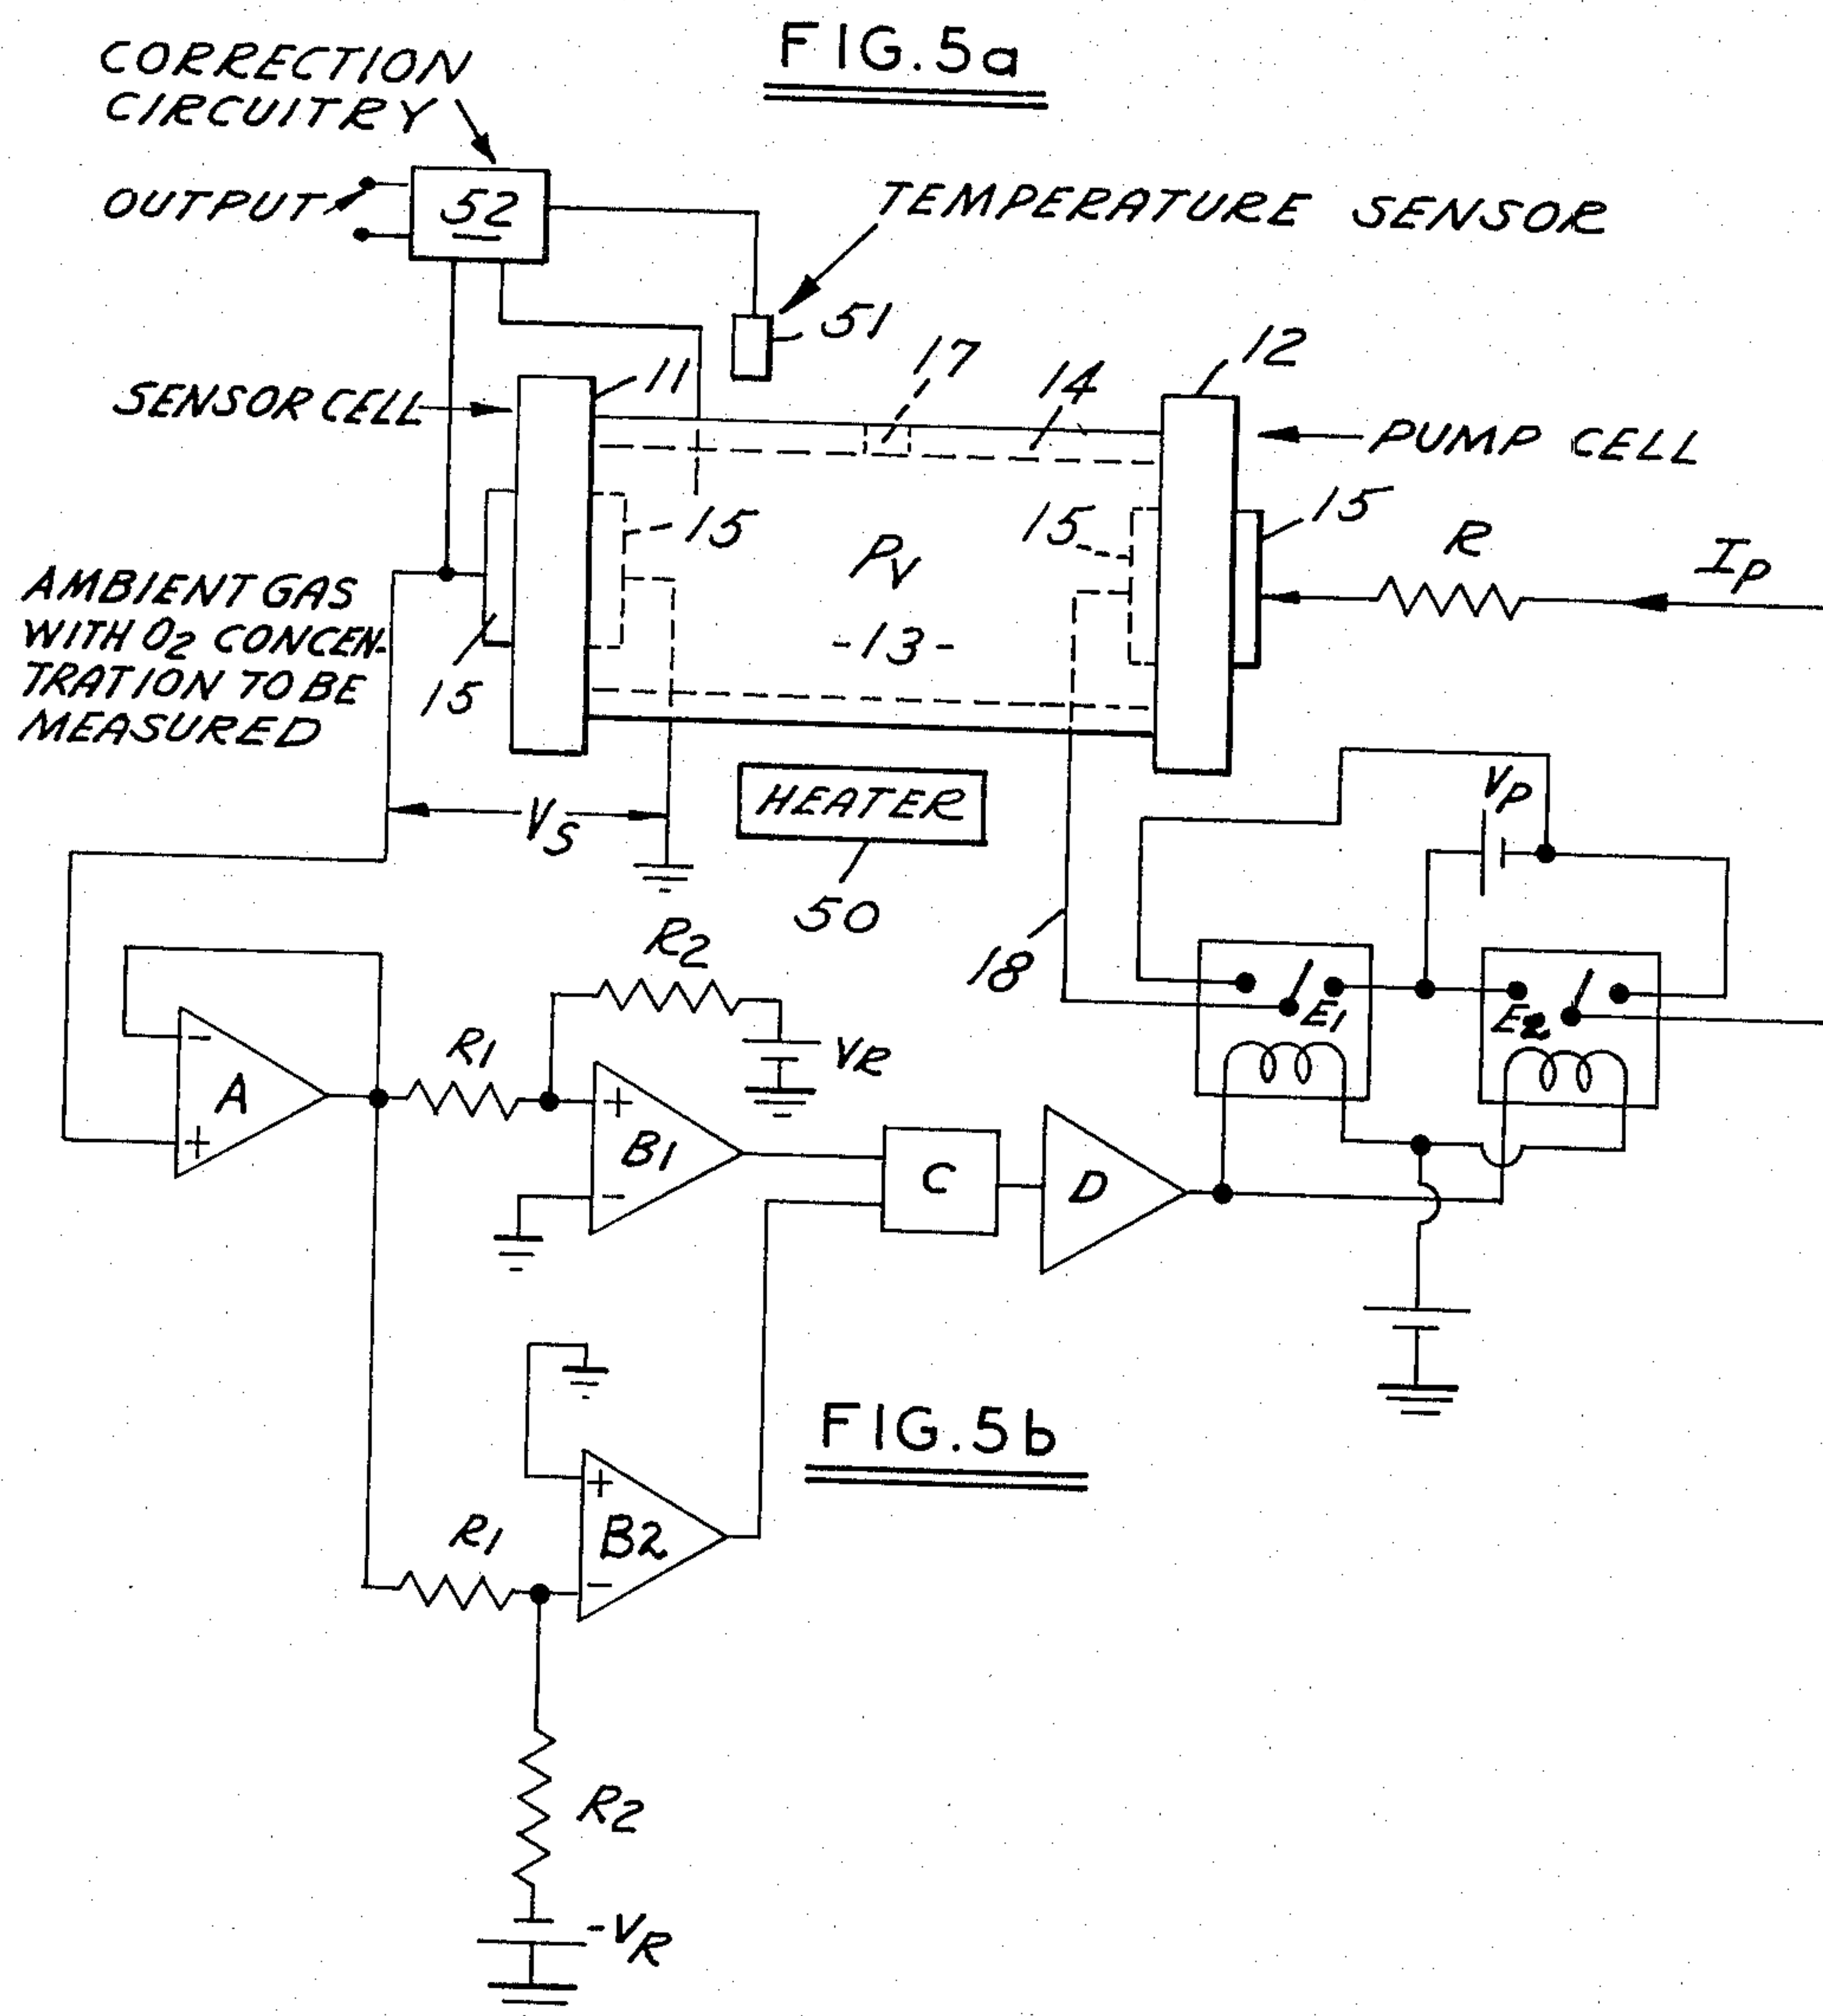 FIG.5a
CORRECTION
CIRCUITRY
OUTPUT
52
TEMPERATURE SENSOR
51
SENSOR CELL
11
17
14
12
PUMP CELL
15
15
15
R
IP
PV
-13-
AMBIENT GAS
WITH O2 CONCEN-
TRATION TO BE
MEASURED
15
VS
HEATER
50
18
VP
R2
VR
E1
E2
A
-
+
R1
+
B1
-
C
D
FIG.5b
+
B2
-
R1
R2
-VR